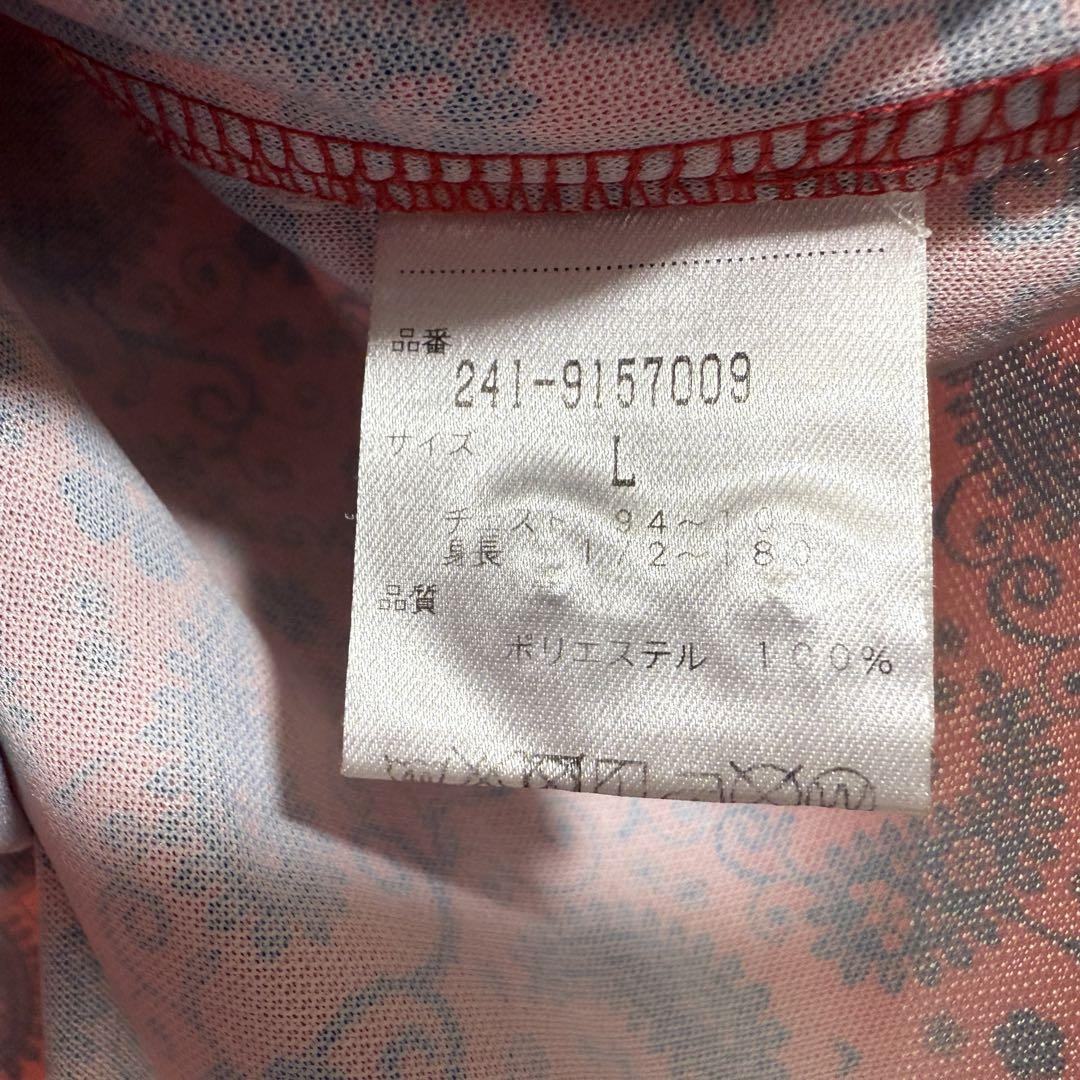 品番
241-9157009
サイズ L
チェスト 94～
身長 172～180
品質
ポリエステル 100%